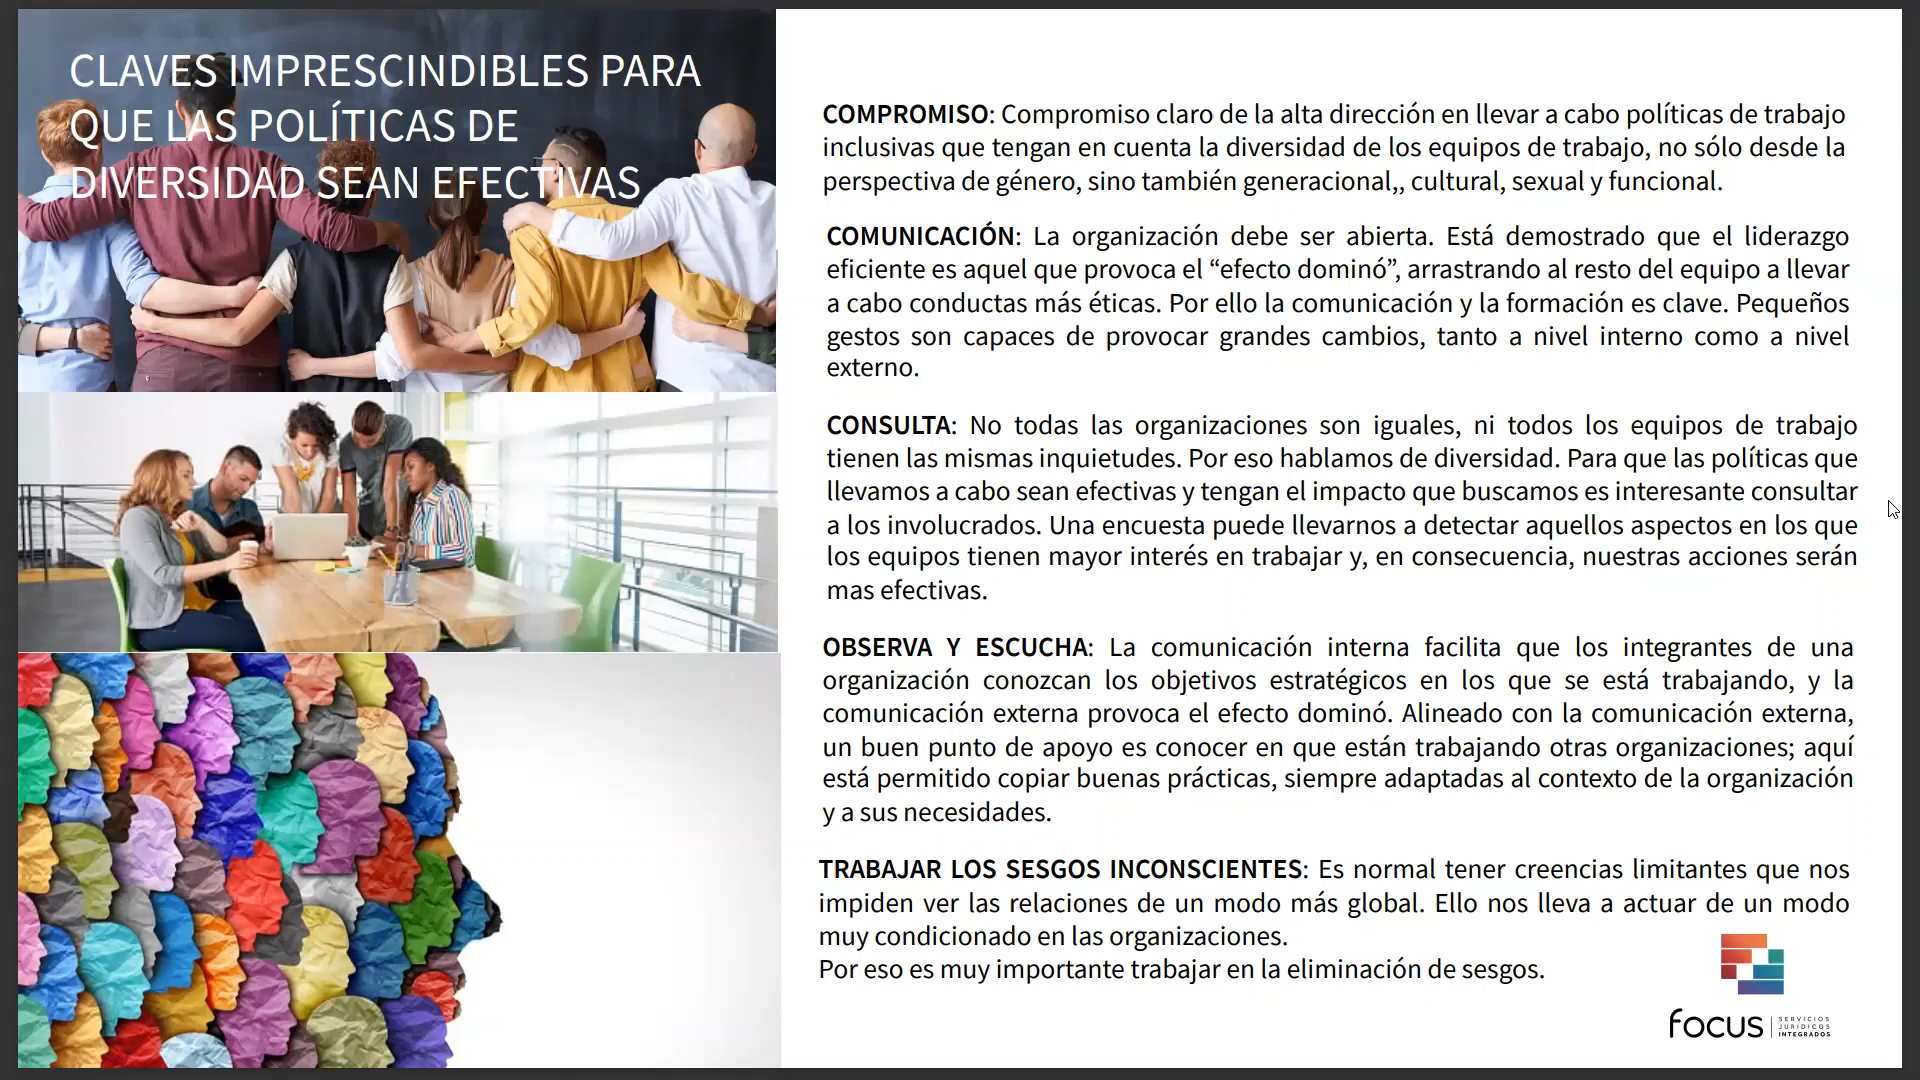 CLAVES IMPRESCINDIBLES PARA
QUE LAS POLÍTICAS DE
DIVERSIDAD SEAN EFECTIVAS
COMPROMISO: Compromiso claro de la alta dirección en llevar a cabo políticas de trabajo
inclusivas que tengan en cuenta la diversidad de los equipos de trabajo, no sólo desde la
perspectiva de género, sino también generacional,, cultural, sexual y funcional.
COMUNICACIÓN: La organización debe ser abierta. Está demostrado que el liderazgo
eficiente es aquel que provoca el “efecto dominó”, arrastrando al resto del equipo a llevar
a cabo conductas más éticas. Por ello la comunicación y la formación es clave. Pequeños
gestos son capaces de provocar grandes cambios, tanto a nivel interno como a nivel
externo.
CONSULTA: No todas las organizaciones son iguales, ni todos los equipos de trabajo
tienen las mismas inquietudes. Por eso hablamos de diversidad. Para que las políticas que
llevamos a cabo sean efectivas y tengan el impacto que buscamos es interesante consultar
a los involucrados. Una encuesta puede llevarnos a detectar aquellos aspectos en los que
los equipos tienen mayor interés en trabajar y, en consecuencia, nuestras acciones serán
mas efectivas.
OBSERVA Y ESCUCHA: La comunicación interna facilita que los integrantes de una
organización conozcan los objetivos estratégicos en los que se está trabajando, y la
comunicación externa provoca el efecto dominó. Alineado con la comunicación externa,
un buen punto de apoyo es conocer en que están trabajando otras organizaciones; aquí
está permitido copiar buenas prácticas, siempre adaptadas al contexto de la organización
y a sus necesidades.
TRABAJAR LOS SESGOS INCONSCIENTES: Es normal tener creencias limitantes que nos
impiden ver las relaciones de un modo más global. Ello nos lleva a actuar de un modo
muy condicionado en las organizaciones.
Por eso es muy importante trabajar en la eliminación de sesgos.
focus
SERVICIOS
JURIDICOS
INTEGRADOS